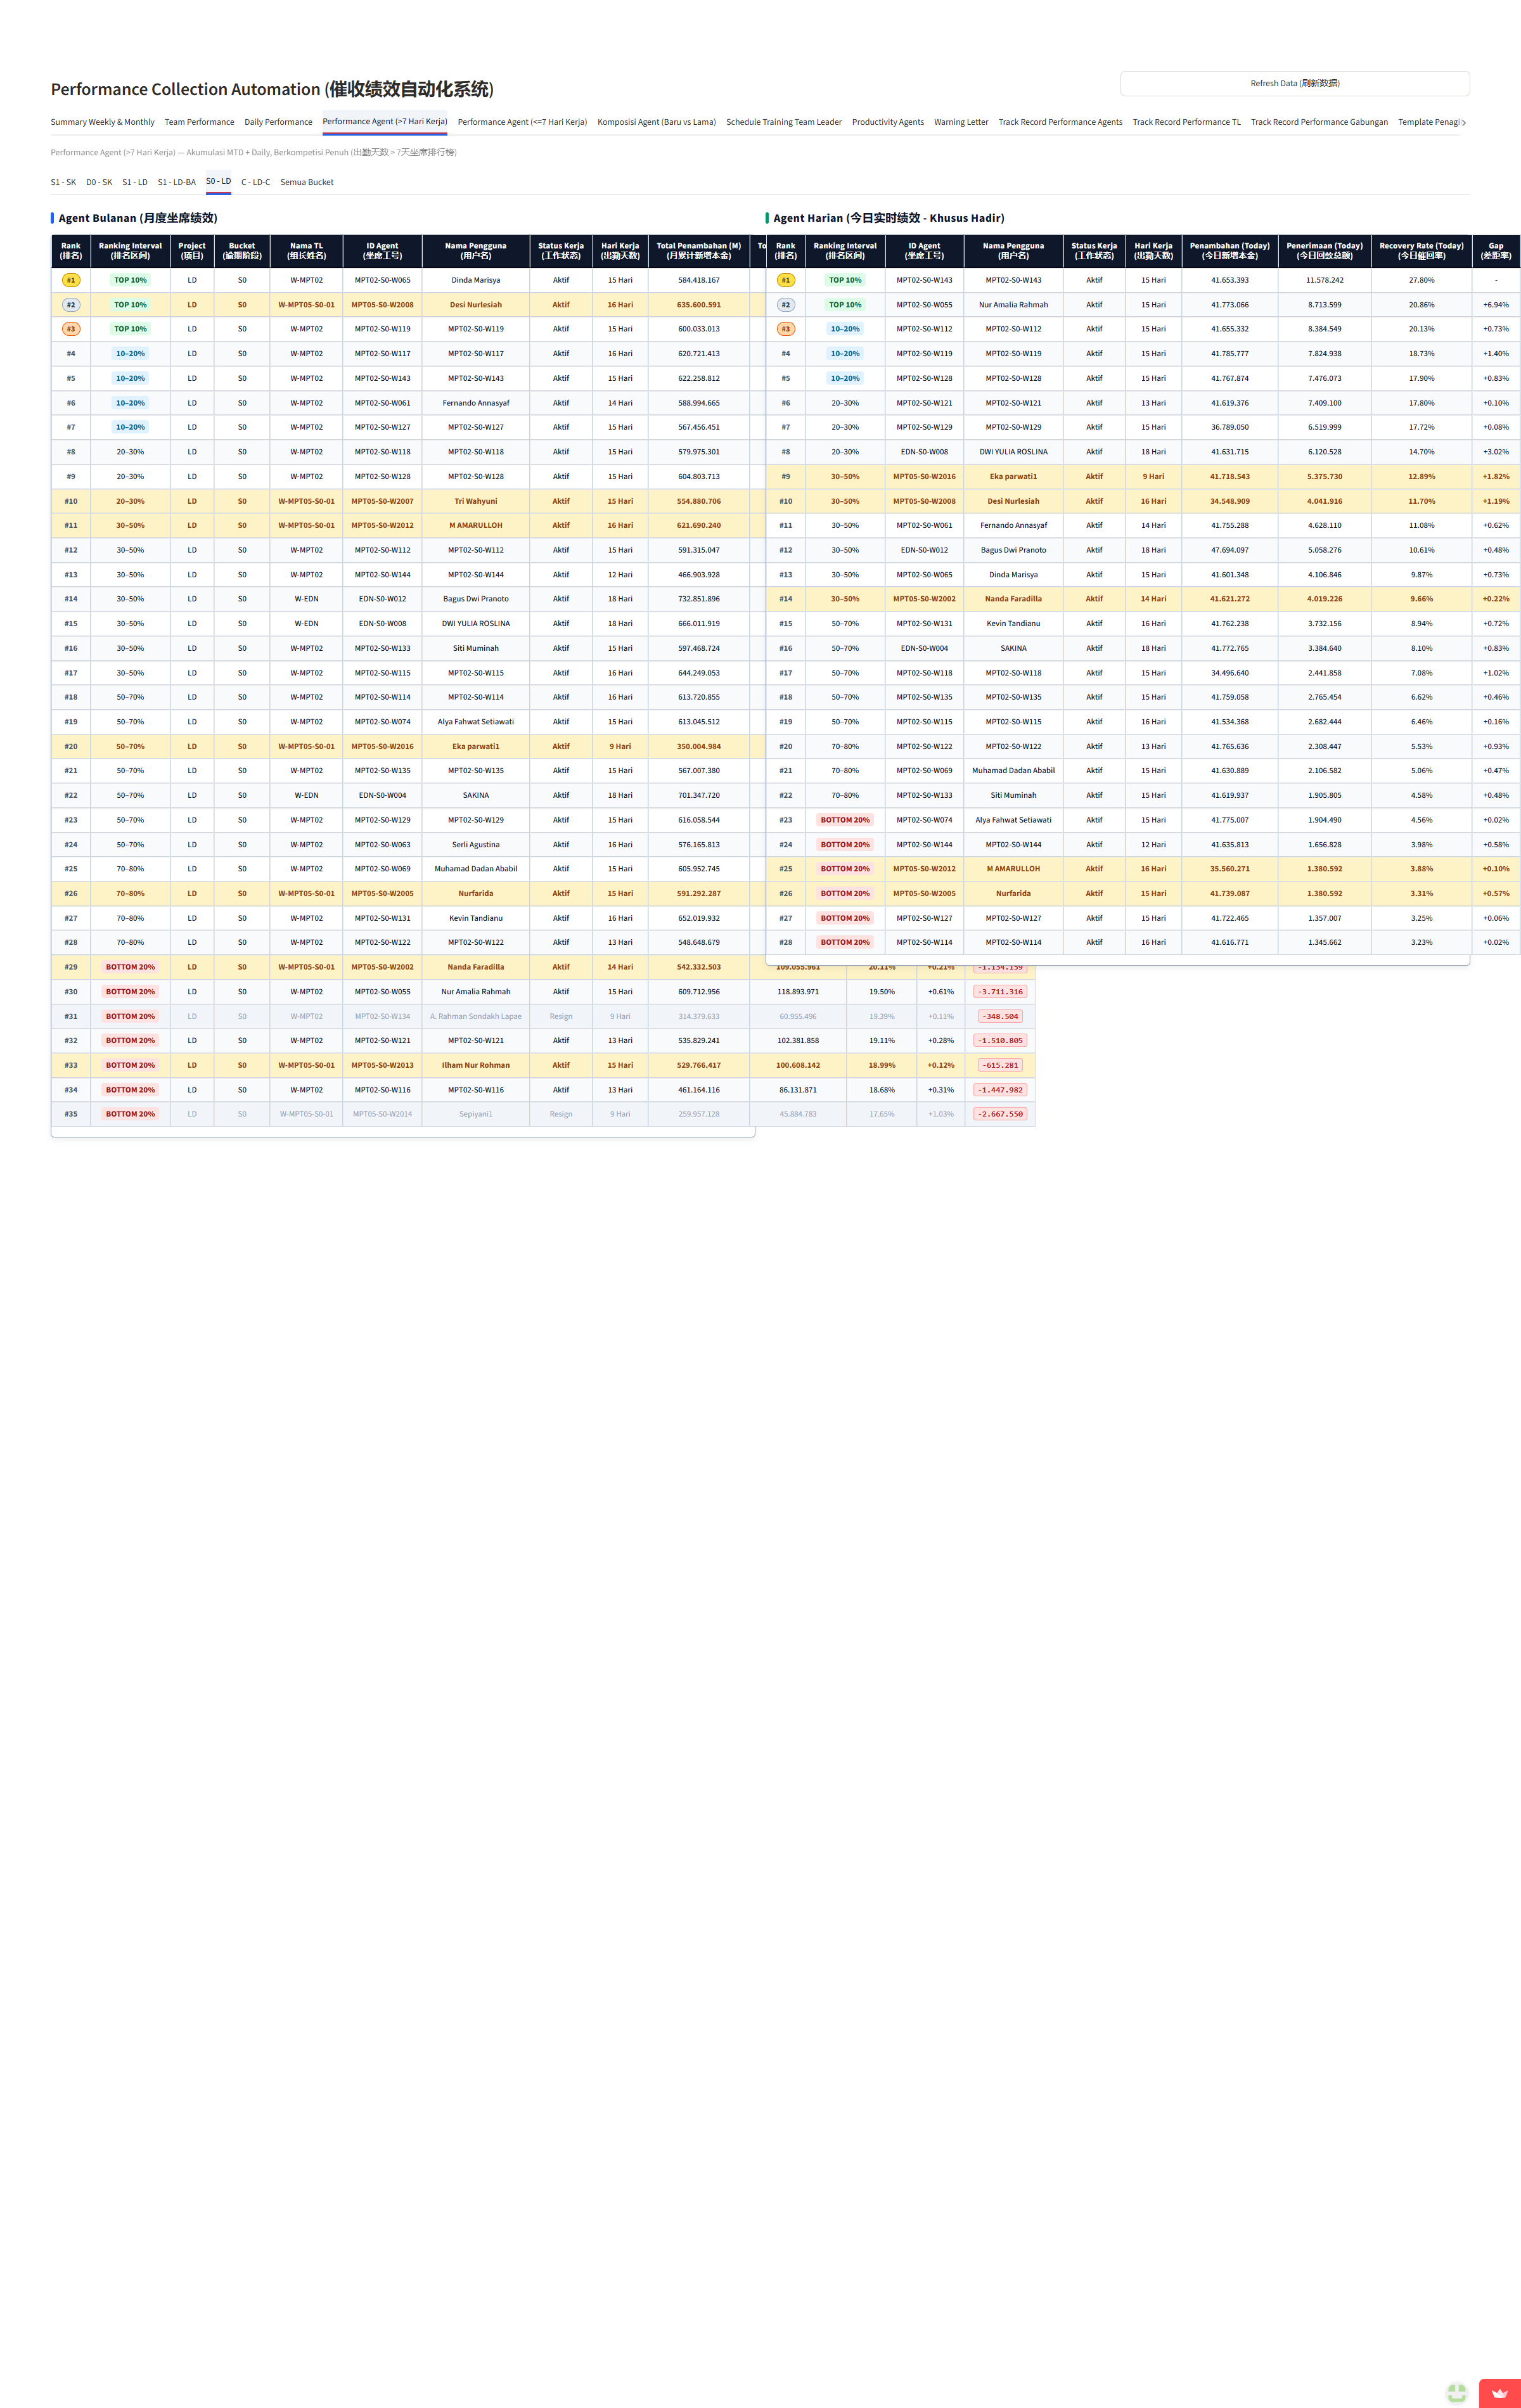 Performance Collection Automation (催收绩效自动化系统)
Refresh Data (刷新数据)
Summary Weekly & Monthly Team Performance Daily Performance Performance Agent (>7 Hari Kerja) Performance Agent (<=7 Hari Kerja) Komposisi Agent (Baru vs Lama) Schedule Training Team Leader Productivity Agents Warning Letter Track Record Performance Agents Track Record Performance TL Track Record Performance Gabungan Template
Performance Agent (>7 Hari Kerja) — Akumulasi MTD + Daily, Berkompetisi Penuh (出勤天数 > 7天坐席排行榜)
S1 - SK D0 - SK S1 - LD S1 - LD-BA S0 - LD C - LD-C Semua Bucket
Agent Bulanan (月度坐席绩效)
Rank Ranking Interval Project Bucket Nama TL ID Agent Nama Pengguna Status Kerja Hari Kerja Total Penambahan (M)
(排名) (排名区间) (项目) (逾期阶段) (组长姓名) (坐席工号) (用户名) (工作状态) (出勤天数) (月累计新增本金)
#1 TOP 10% LD S0 W-MPT02 MPT02-S0-W065 Dinda Marisya Aktif 15 Hari 584.418.167
#2 TOP 10% LD S0 W-MPT05-S0-01 MPT05-S0-W2008 Desi Nurlesiah Aktif 16 Hari 635.600.591
#3 TOP 10% LD S0 W-MPT02 MPT02-S0-W119 MPT02-S0-W119 Aktif 15 Hari 600.033.013
#4 10–20% LD S0 W-MPT02 MPT02-S0-W117 MPT02-S0-W117 Aktif 16 Hari 620.721.413
#5 10–20% LD S0 W-MPT02 MPT02-S0-W143 MPT02-S0-W143 Aktif 15 Hari 622.258.812
#6 10–20% LD S0 W-MPT02 MPT02-S0-W061 Fernando Annasyaf Aktif 14 Hari 588.994.665
#7 10–20% LD S0 W-MPT02 MPT02-S0-W127 MPT02-S0-W127 Aktif 15 Hari 567.456.451
#8 20–30% LD S0 W-MPT02 MPT02-S0-W118 MPT02-S0-W118 Aktif 15 Hari 579.975.301
#9 20–30% LD S0 W-MPT02 MPT02-S0-W128 MPT02-S0-W128 Aktif 15 Hari 604.803.713
#10 20–30% LD S0 W-MPT05-S0-01 MPT05-S0-W2007 Tri Wahyuni Aktif 15 Hari 554.880.706
#11 30–50% LD S0 W-MPT05-S0-01 MPT05-S0-W2012 M AMARULLOH Aktif 16 Hari 621.690.240
#12 30–50% LD S0 W-MPT02 MPT02-S0-W112 MPT02-S0-W112 Aktif 15 Hari 591.315.047
#13 30–50% LD S0 W-MPT02 MPT02-S0-W144 MPT02-S0-W144 Aktif 12 Hari 466.903.928
#14 30–50% LD S0 W-EDN EDN-S0-W012 Bagus Dwi Pranoto Aktif 18 Hari 732.851.896
#15 30–50% LD S0 W-EDN EDN-S0-W008 DWI YULIA ROSLINA Aktif 18 Hari 666.011.919
#16 30–50% LD S0 W-MPT02 MPT02-S0-W133 Siti Muminah Aktif 15 Hari 597.468.724
#17 30–50% LD S0 W-MPT02 MPT02-S0-W115 MPT02-S0-W115 Aktif 16 Hari 644.249.053
#18 50–70% LD S0 W-MPT02 MPT02-S0-W114 MPT02-S0-W114 Aktif 16 Hari 613.720.855
#19 50–70% LD S0 W-MPT02 MPT02-S0-W074 Alya Fahwat Setiawati Aktif 15 Hari 613.045.512
#20 50–70% LD S0 W-MPT05-S0-01 MPT05-S0-W2016 Eka parwati1 Aktif 9 Hari 350.004.984
#21 50–70% LD S0 W-MPT02 MPT02-S0-W135 MPT02-S0-W135 Aktif 15 Hari 567.007.380
#22 50–70% LD S0 W-EDN EDN-S0-W004 SAKINA Aktif 18 Hari 701.347.720
#23 50–70% LD S0 W-MPT02 MPT02-S0-W129 MPT02-S0-W129 Aktif 15 Hari 616.058.544
#24 50–70% LD S0 W-MPT02 MPT02-S0-W063 Serli Agustina Aktif 16 Hari 576.165.813
#25 70–80% LD S0 W-MPT02 MPT02-S0-W069 Muhamad Dadan Ababil Aktif 15 Hari 605.952.745
#26 70–80% LD S0 W-MPT05-S0-01 MPT05-S0-W2005 Nurfarida Aktif 15 Hari 591.292.287
#27 70–80% LD S0 W-MPT02 MPT02-S0-W131 Kevin Tandianu Aktif 16 Hari 652.019.932
#28 70–80% LD S0 W-MPT02 MPT02-S0-W122 MPT02-S0-W122 Aktif 13 Hari 548.648.679
#29 BOTTOM 20% LD S0 W-MPT05-S0-01 MPT05-S0-W2002 Nanda Faradilla Aktif 14 Hari 542.332.503 109.055.961 20.11% +0.21% -1.134.159
#30 BOTTOM 20% LD S0 W-MPT02 MPT02-S0-W055 Nur Amalia Rahmah Aktif 15 Hari 609.712.956 118.893.971 19.50% +0.61% -3.711.316
#31 BOTTOM 20% LD S0 W-MPT02 MPT02-S0-W134 A. Rahman Sondakh Lapae Resign 9 Hari 314.379.633 60.955.496 19.39% +0.11% -348.504
#32 BOTTOM 20% LD S0 W-MPT02 MPT02-S0-W121 MPT02-S0-W121 Aktif 13 Hari 535.829.241 102.381.858 19.11% +0.28% -1.510.805
#33 BOTTOM 20% LD S0 W-MPT05-S0-01 MPT05-S0-W2013 Ilham Nur Rohman Aktif 15 Hari 529.766.417 100.608.142 18.99% +0.12% -615.281
#34 BOTTOM 20% LD S0 W-MPT02 MPT02-S0-W116 MPT02-S0-W116 Aktif 13 Hari 461.164.116 86.131.871 18.68% +0.31% -1.447.982
#35 BOTTOM 20% LD S0 W-MPT05-S0-01 MPT05-S0-W2014 Sepiyani1 Resign 9 Hari 259.957.128 45.884.783 17.65% +1.03% -2.667.550
Agent Harian (今日实时绩效 - Khusus Hadir)
Rank Ranking Interval ID Agent Nama Pengguna Status Kerja Hari Kerja Penambahan (Today) Penerimaan (Today) Recovery Rate (Today) Gap
(排名) (排名区间) (坐席工号) (用户名) (工作状态) (出勤天数) (今日新增本金) (今日回款总额) (今日催回率) (差距率)
#1 TOP 10% MPT02-S0-W143 MPT02-S0-W143 Aktif 15 Hari 41.653.393 11.578.242 27.80% -
#2 TOP 10% MPT02-S0-W055 Nur Amalia Rahmah Aktif 15 Hari 41.773.066 8.713.599 20.86% +6.94%
#3 10–20% MPT02-S0-W112 MPT02-S0-W112 Aktif 15 Hari 41.655.332 8.384.549 20.13% +0.73%
#4 10–20% MPT02-S0-W119 MPT02-S0-W119 Aktif 15 Hari 41.785.777 7.824.938 18.73% +1.40%
#5 10–20% MPT02-S0-W128 MPT02-S0-W128 Aktif 15 Hari 41.767.874 7.476.073 17.90% +0.83%
#6 20–30% MPT02-S0-W121 MPT02-S0-W121 Aktif 13 Hari 41.619.376 7.409.100 17.80% +0.10%
#7 20–30% MPT02-S0-W129 MPT02-S0-W129 Aktif 15 Hari 36.789.050 6.519.999 17.72% +0.08%
#8 20–30% EDN-S0-W008 DWI YULIA ROSLINA Aktif 18 Hari 41.631.715 6.120.528 14.70% +3.02%
#9 30–50% MPT05-S0-W2016 Eka parwati1 Aktif 9 Hari 41.718.543 5.375.730 12.89% +1.82%
#10 30–50% MPT05-S0-W2008 Desi Nurlesiah Aktif 16 Hari 34.548.909 4.041.916 11.70% +1.19%
#11 30–50% MPT02-S0-W061 Fernando Annasyaf Aktif 14 Hari 41.755.288 4.628.110 11.08% +0.62%
#12 30–50% EDN-S0-W012 Bagus Dwi Pranoto Aktif 18 Hari 47.694.097 5.058.276 10.61% +0.48%
#13 30–50% MPT02-S0-W065 Dinda Marisya Aktif 15 Hari 41.601.348 4.106.846 9.87% +0.73%
#14 30–50% MPT05-S0-W2002 Nanda Faradilla Aktif 14 Hari 41.621.272 4.019.226 9.66% +0.22%
#15 50–70% MPT02-S0-W131 Kevin Tandianu Aktif 16 Hari 41.762.238 3.732.156 8.94% +0.72%
#16 50–70% EDN-S0-W004 SAKINA Aktif 18 Hari 41.772.765 3.384.640 8.10% +0.83%
#17 50–70% MPT02-S0-W118 MPT02-S0-W118 Aktif 15 Hari 34.496.640 2.441.858 7.08% +1.02%
#18 50–70% MPT02-S0-W135 MPT02-S0-W135 Aktif 15 Hari 41.759.058 2.765.454 6.62% +0.46%
#19 50–70% MPT02-S0-W115 MPT02-S0-W115 Aktif 16 Hari 41.534.368 2.682.444 6.46% +0.16%
#20 70–80% MPT02-S0-W122 MPT02-S0-W122 Aktif 13 Hari 41.765.636 2.308.447 5.53% +0.93%
#21 70–80% MPT02-S0-W069 Muhamad Dadan Ababil Aktif 15 Hari 41.630.889 2.106.582 5.06% +0.47%
#22 70–80% MPT02-S0-W133 Siti Muminah Aktif 15 Hari 41.619.937 1.905.805 4.58% +0.48%
#23 BOTTOM 20% MPT02-S0-W074 Alya Fahwat Setiawati Aktif 15 Hari 41.775.007 1.904.490 4.56% +0.02%
#24 BOTTOM 20% MPT02-S0-W144 MPT02-S0-W144 Aktif 12 Hari 41.635.813 1.656.828 3.98% +0.58%
#25 BOTTOM 20% MPT05-S0-W2012 M AMARULLOH Aktif 16 Hari 35.560.271 1.380.592 3.88% +0.10%
#26 BOTTOM 20% MPT05-S0-W2005 Nurfarida Aktif 15 Hari 41.739.087 1.380.592 3.31% +0.57%
#27 BOTTOM 20% MPT02-S0-W127 MPT02-S0-W127 Aktif 15 Hari 41.722.465 1.357.007 3.25% +0.06%
#28 BOTTOM 20% MPT02-S0-W114 MPT02-S0-W114 Aktif 16 Hari 41.616.771 1.345.662 3.23% +0.02%